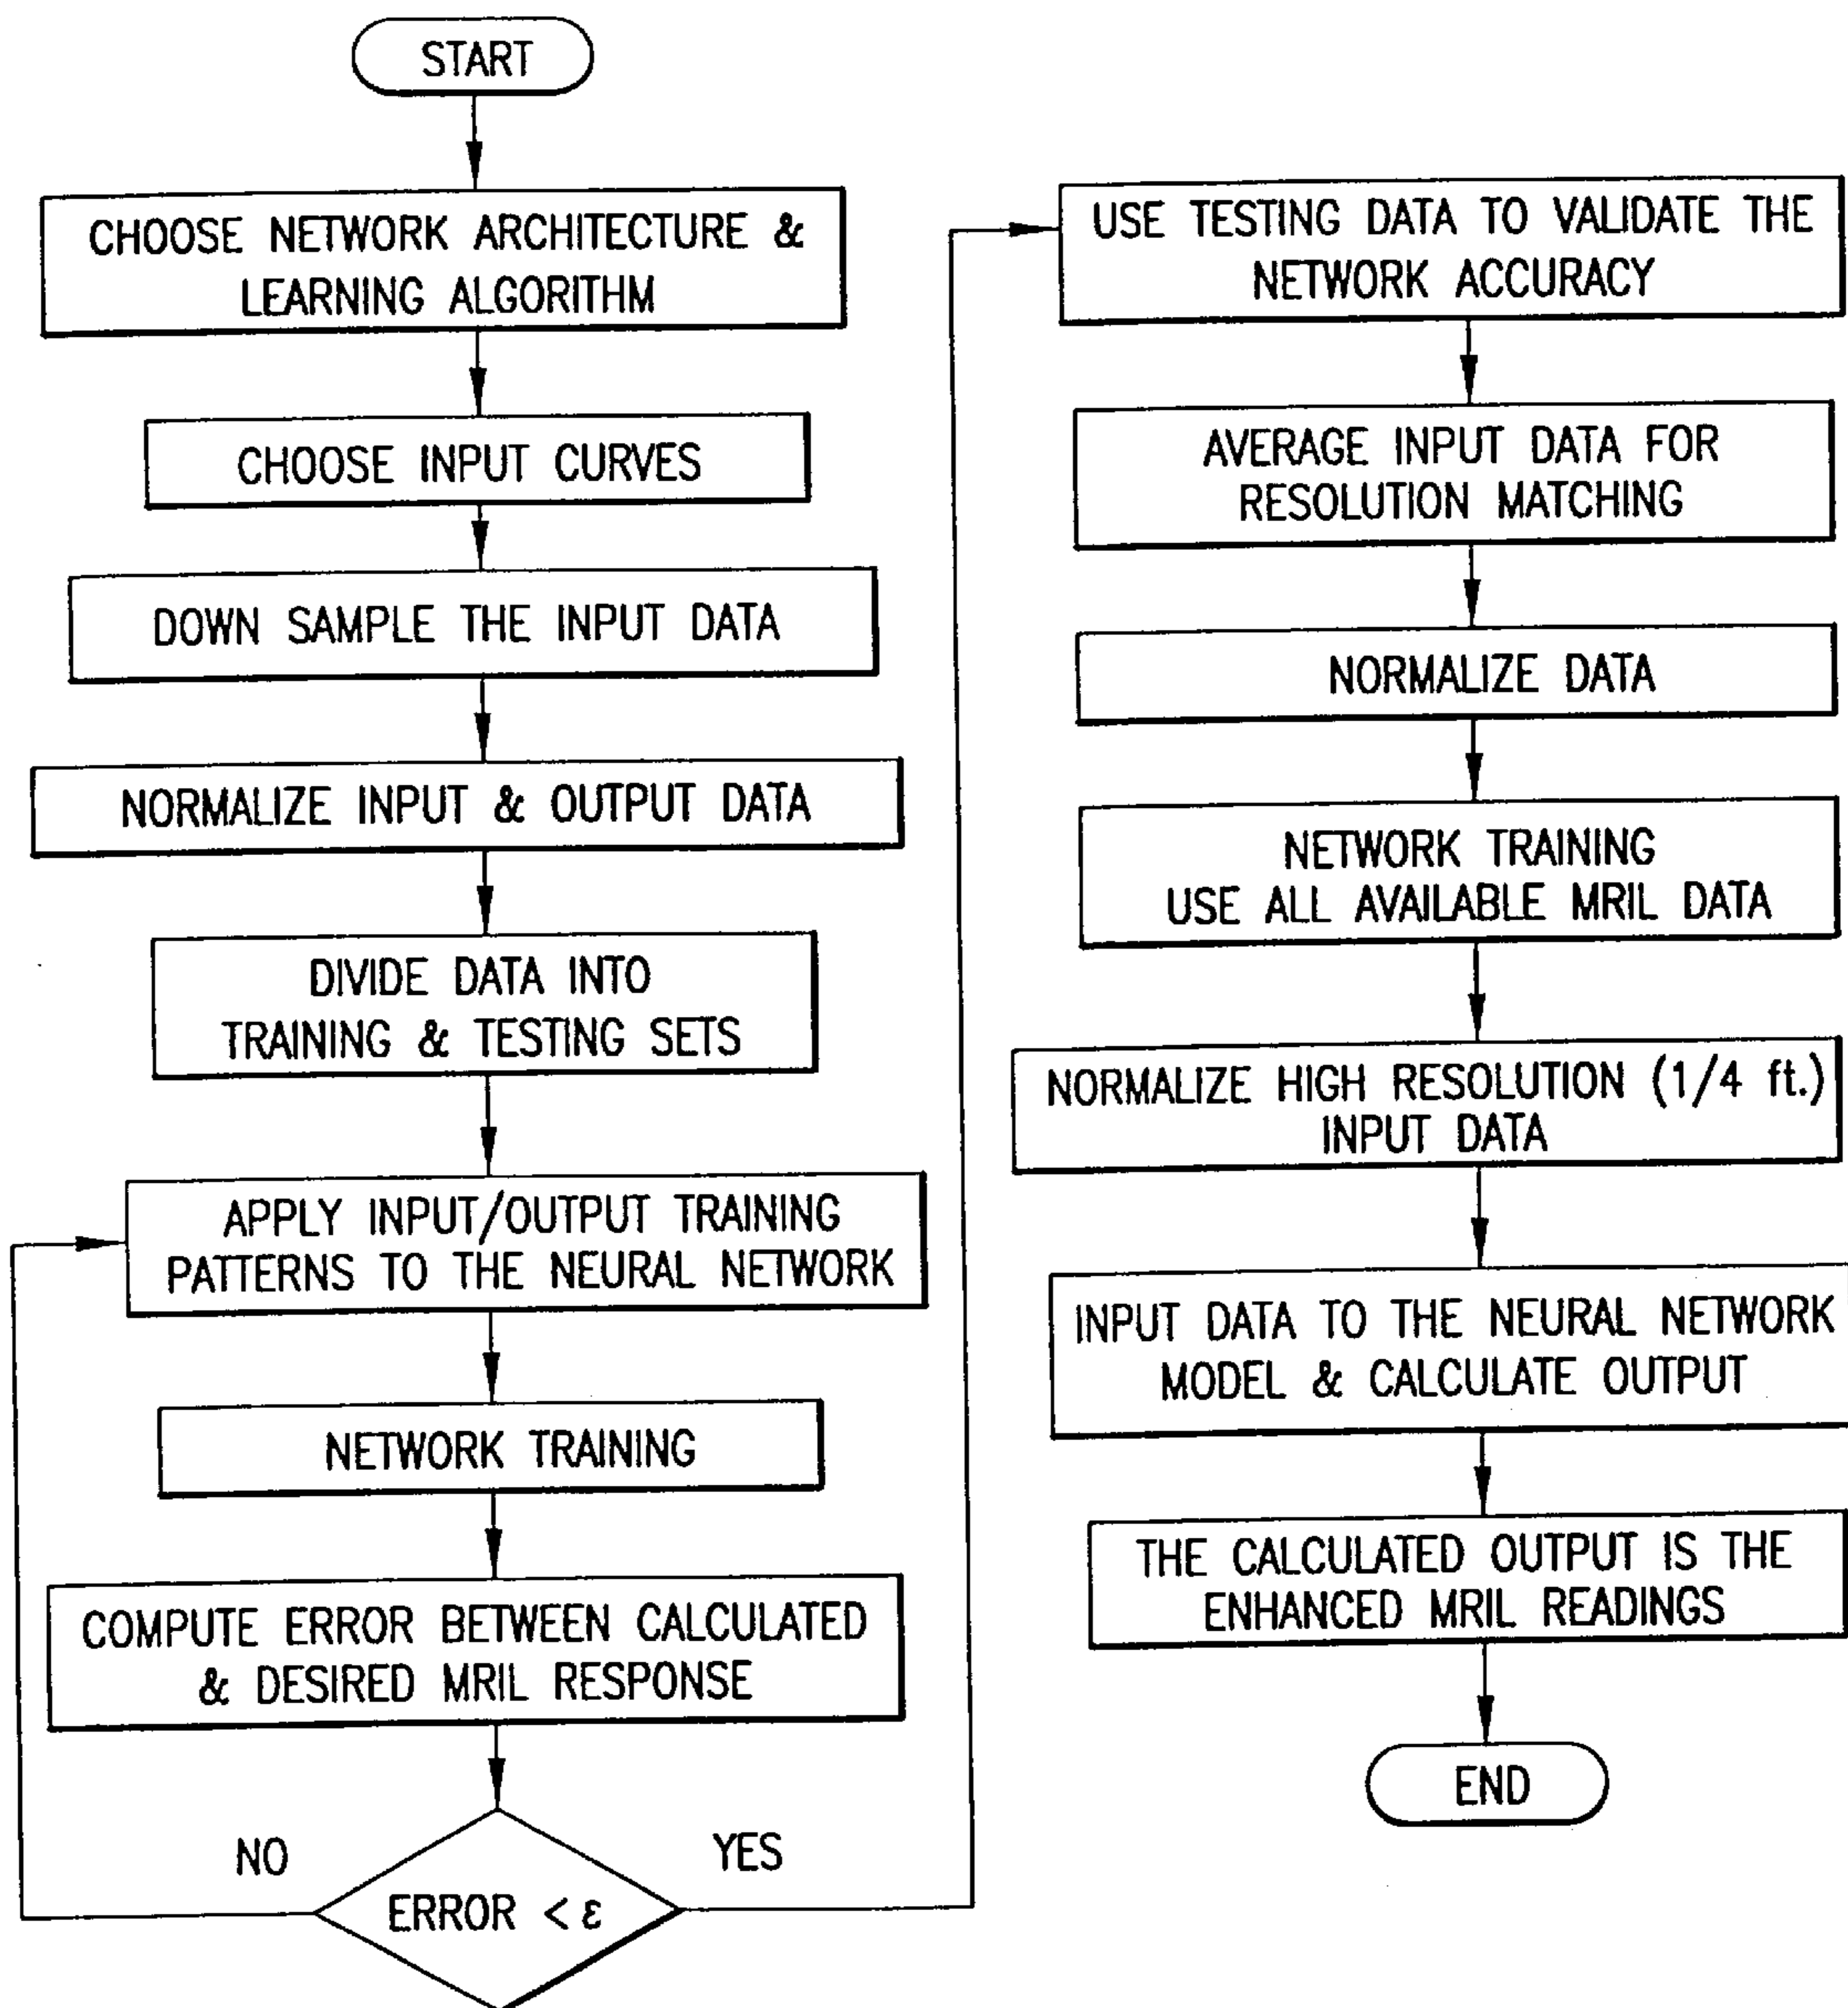 START
CHOOSE NETWORK ARCHITECTURE &
LEARNING ALGORITHM
CHOOSE INPUT CURVES
DOWN SAMPLE THE INPUT DATA
NORMALIZE INPUT & OUTPUT DATA
DIVIDE DATA INTO
TRAINING & TESTING SETS
APPLY INPUT/OUTPUT TRAINING
PATTERNS TO THE NEURAL NETWORK
NETWORK TRAINING
COMPUTE ERROR BETWEEN CALCULATED
& DESIRED MRIL RESPONSE
NO
YES
ERROR < ε
USE TESTING DATA TO VALIDATE THE
NETWORK ACCURACY
AVERAGE INPUT DATA FOR
RESOLUTION MATCHING
NORMALIZE DATA
NETWORK TRAINING
USE ALL AVAILABLE MRIL DATA
NORMALIZE HIGH RESOLUTION (1/4 ft.)
INPUT DATA
INPUT DATA TO THE NEURAL NETWORK
MODEL & CALCULATE OUTPUT
THE CALCULATED OUTPUT IS THE
ENHANCED MRIL READINGS
END